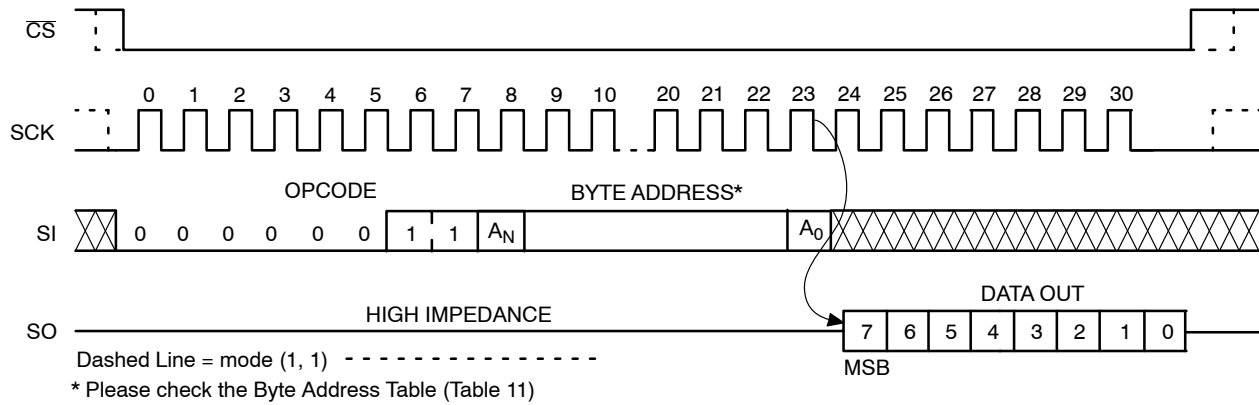 CS
0 1 2 3 4 5 6 7 8 9 10 20 21 22 23 24 25 26 27 28 29 30
SCK
OPCODE BYTE ADDRESS*
SI 0 0 0 0 0 0 1 1 AN A0
DATA OUT
HIGH IMPEDANCE
SO 7 6 5 4 3 2 1 0
Dashed Line = mode (1, 1)
MSB
* Please check the Byte Address Table (Table 11)